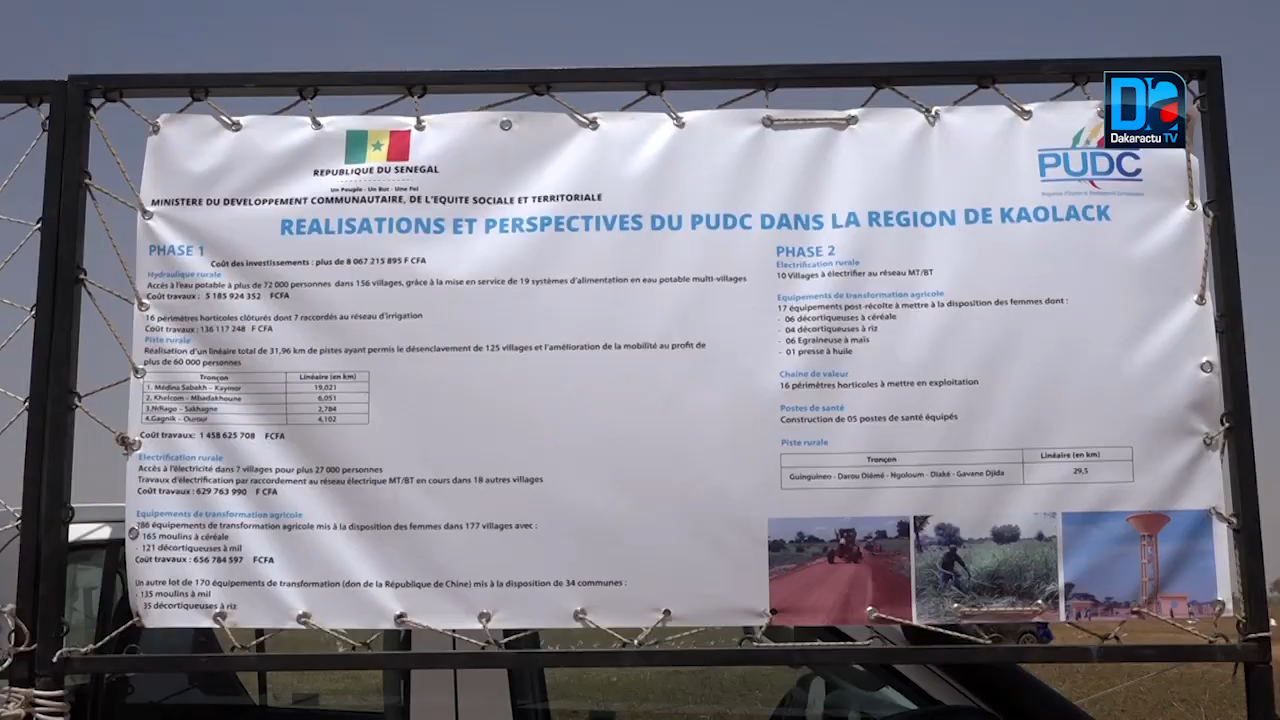 Dakaractu TV
REPUBLIQUE DU SENEGAL
Un Peuple - Un But - Une Foi
MINISTERE DU DEVELOPPEMENT COMMUNAUTAIRE, DE L'EQUITE SOCIALE ET TERRITORIALE
PUDC
REALISATIONS ET PERSPECTIVES DU PUDC DANS LA REGION DE KAOLACK
PHASE 1
Coût des investissements : plus de 8 067 215 895 F CFA
Hydraulique rurale
Accès à l'eau potable à plus de 72 000 personnes dans 156 villages, grâce à la mise en service de 19 systèmes d'alimentation en eau potable multi-villages
Coût travaux : 5 185 924 352 FCFA
16 périmètres horticoles clôturés dont 7 raccordés au réseau d'irrigation
Coût travaux : 136 117 248 F CFA
Piste rurale
Réalisation d'un linéaire total de 31,96 km de pistes ayant permis le désenclavement de 125 villages et l'amélioration de la mobilité au profit de
plus de 60 000 personnes
Tronçon Linéaire (en km)
1. Médina Sabakh - Kaymor 19,021
2. Khelcom - Mbadakhoune 6,051
3.NRago - Sakhagne 2,784
4.Gagnik - Ourour 4,102
Coût travaux: 1 458 625 708 FCFA
Electrification rurale
Accès à l'électricité dans 7 villages pour plus 27 000 personnes
Travaux d'électrification par raccordement au réseau électrique MT/BT en cours dans 18 autres villages
Coût travaux : 629 763 990 F CFA
Equipements de transformation agricole
286 équipements de transformation agricole mis à la disposition des femmes dans 177 villages avec :
165 moulins à céréale
- 121 décortiqueuses à mil
Coût travaux : 656 784 597 FCFA
Un autre lot de 170 équipements de transformation (don de la République de Chine) mis à la disposition de 34 communes :
- 135 moulins à mil
35 décortiqueuses à riz
PHASE 2
Electrification rurale
10 Villages à électrifier au réseau MT/BT
Equipements de transformation agricole
17 équipements post-récolte à mettre à la disposition des femmes dont :
- 06 décortiqueuses à céréale
- 04 décortiqueuses à riz
- 06 Egraineuse à maïs
- 01 presse à huile
Chaine de valeur
16 périmètres horticoles à mettre en exploitation
Postes de santé
Construction de 05 postes de santé équipés
Piste rurale
Tronçon Linéaire (en km)
Guinguineo - Darou Diémé - Ngoloum - Diaké - Gavane Djida 29,5